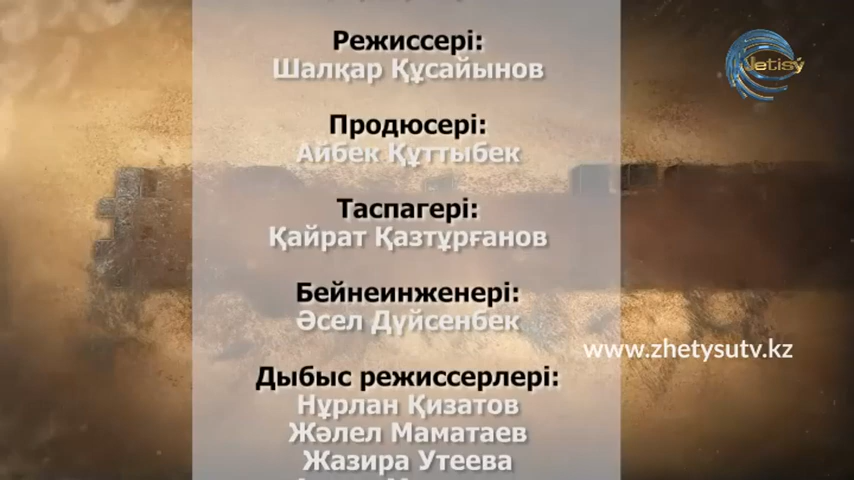 Режиссері:
Шалқар Құсайынов
Jetisý
Продюсері:
Айбек Құттыбек
Таспагері:
Қайрат Қазтұрғанов
Бейнеинженері:
Әсел Дүйсенбек
www.zhetysutv.kz
Дыбыс режиссерлері:
Нұрлан Қизатов
Жәлел Маматаев
Жазира Утеева